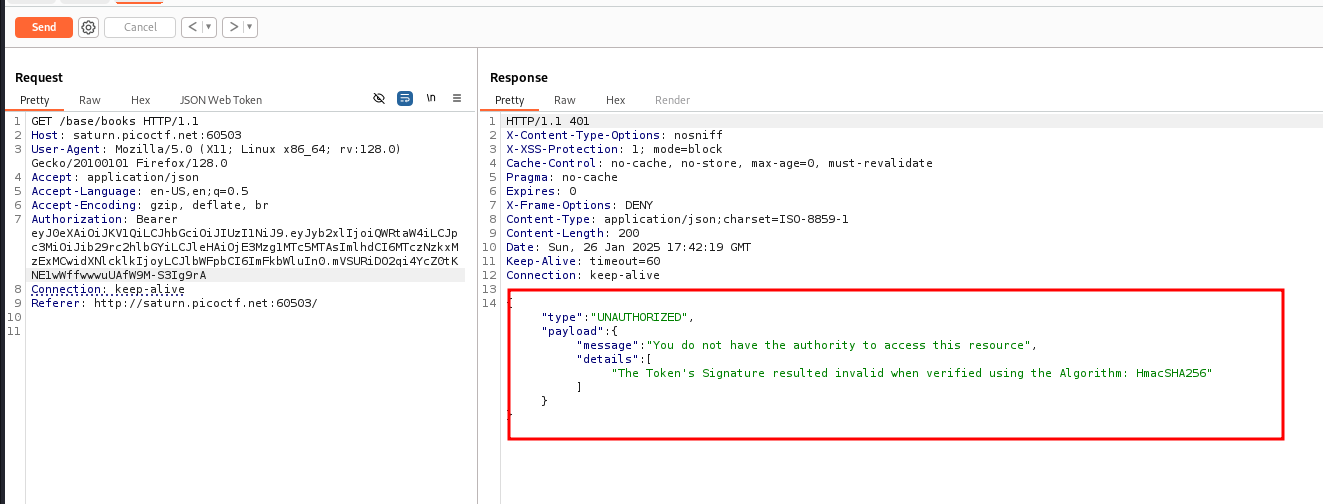 Send
Cancel
<
>
Request
Pretty Raw Hex JSON Web Token
\n
1 GET /base/books HTTP/1.1
2 Host: saturn.picoctf.net:60503
3 User-Agent: Mozilla/5.0 (X11; Linux x86_64; rv:128.0)
Gecko/20100101 Firefox/128.0
4 Accept: application/json
5 Accept-Language: en-US,en;q=0.5
6 Accept-Encoding: gzip, deflate, br
7 Authorization: Bearer
eyJ0eXAiOiJKV1QiLCJhbGciOiJIUzI1NiJ9.eyJyb2xlIjoiQWRtaW4iLCJp
c3MiOiJib29rc2hlbGYiLCJleHAiOjE3Mzg1MTc5MTAsImlhdCI6MTczNzkxM
zExMCwidXNlcklkIjoyLCJlbWFpbCI6ImFkbWluIn0.mVSURiDO2qi4YcZ0tK
NE1wWffwwwuUAfW9M-S3Ig9rA
8 Connection: keep-alive
9 Referer: http://saturn.picoctf.net:60503/
10
11
Response
Pretty Raw Hex Render
1 HTTP/1.1 401
2 X-Content-Type-Options: nosniff
3 X-XSS-Protection: 1; mode=block
4 Cache-Control: no-cache, no-store, max-age=0, must-revalidate
5 Pragma: no-cache
6 Expires: 0
7 X-Frame-Options: DENY
8 Content-Type: application/json;charset=ISO-8859-1
9 Content-Length: 200
10 Date: Sun, 26 Jan 2025 17:42:19 GMT
11 Keep-Alive: timeout=60
12 Connection: keep-alive
13
14 {
"type":"UNAUTHORIZED",
"payload":{
"message":"You do not have the authority to access this resource",
"details":[
"The Token's Signature resulted invalid when verified using the Algorithm: HmacSHA256"
]
}
}